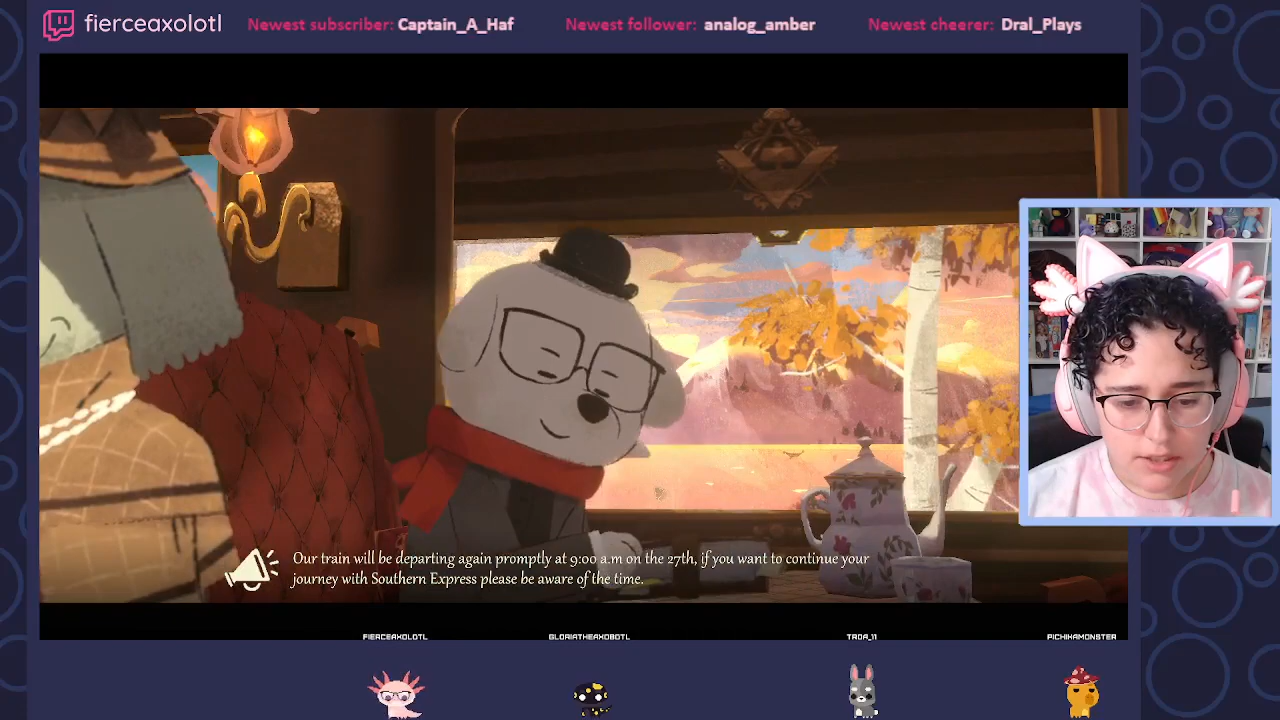 fierceaxolotl
Newest subscriber: Captain_A_Haf
Newest follower: analog_amber
Newest cheerer: Dral_Plays
Our train will be departing again promptly at 9:00 a.m on the 27th, if you want to continue your
journey with Southern Express please be aware of the time.
FIERCEAXOLOTL
GLORIATHEAXOBOTL
TROA_11
PICHIKAMONSTER